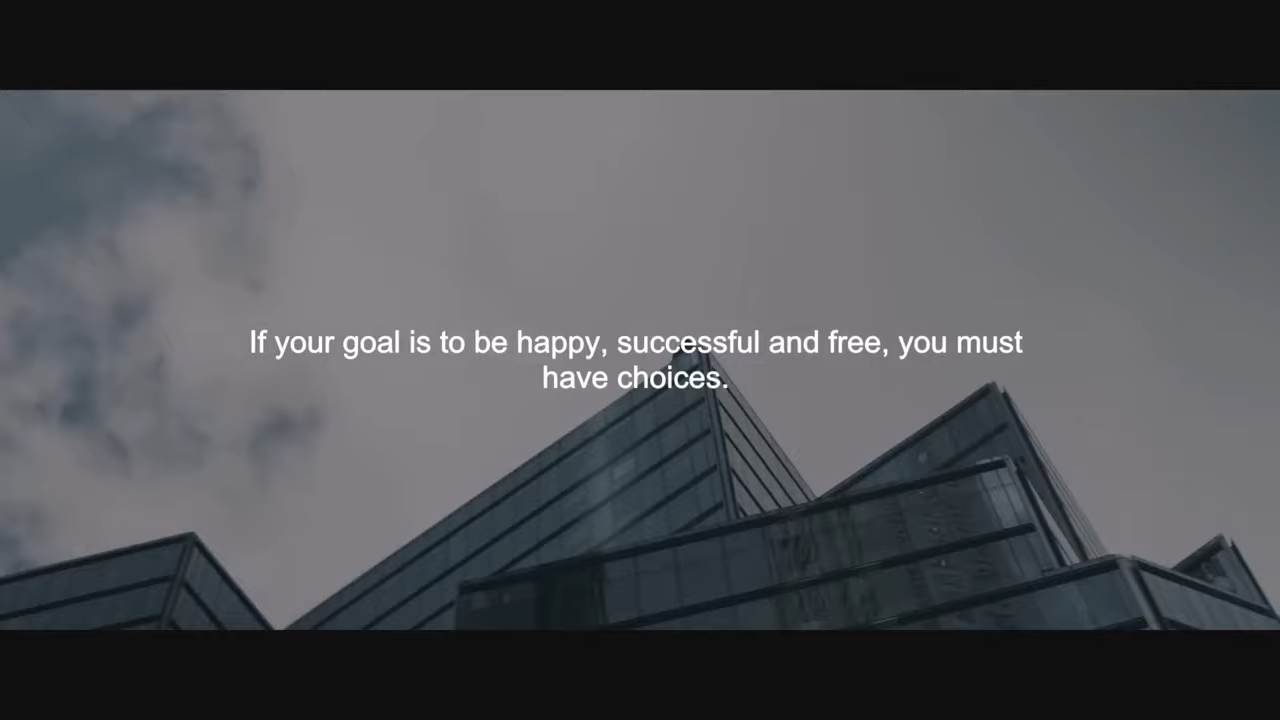 If your goal is to be happy, successful and free, you must
have choices.